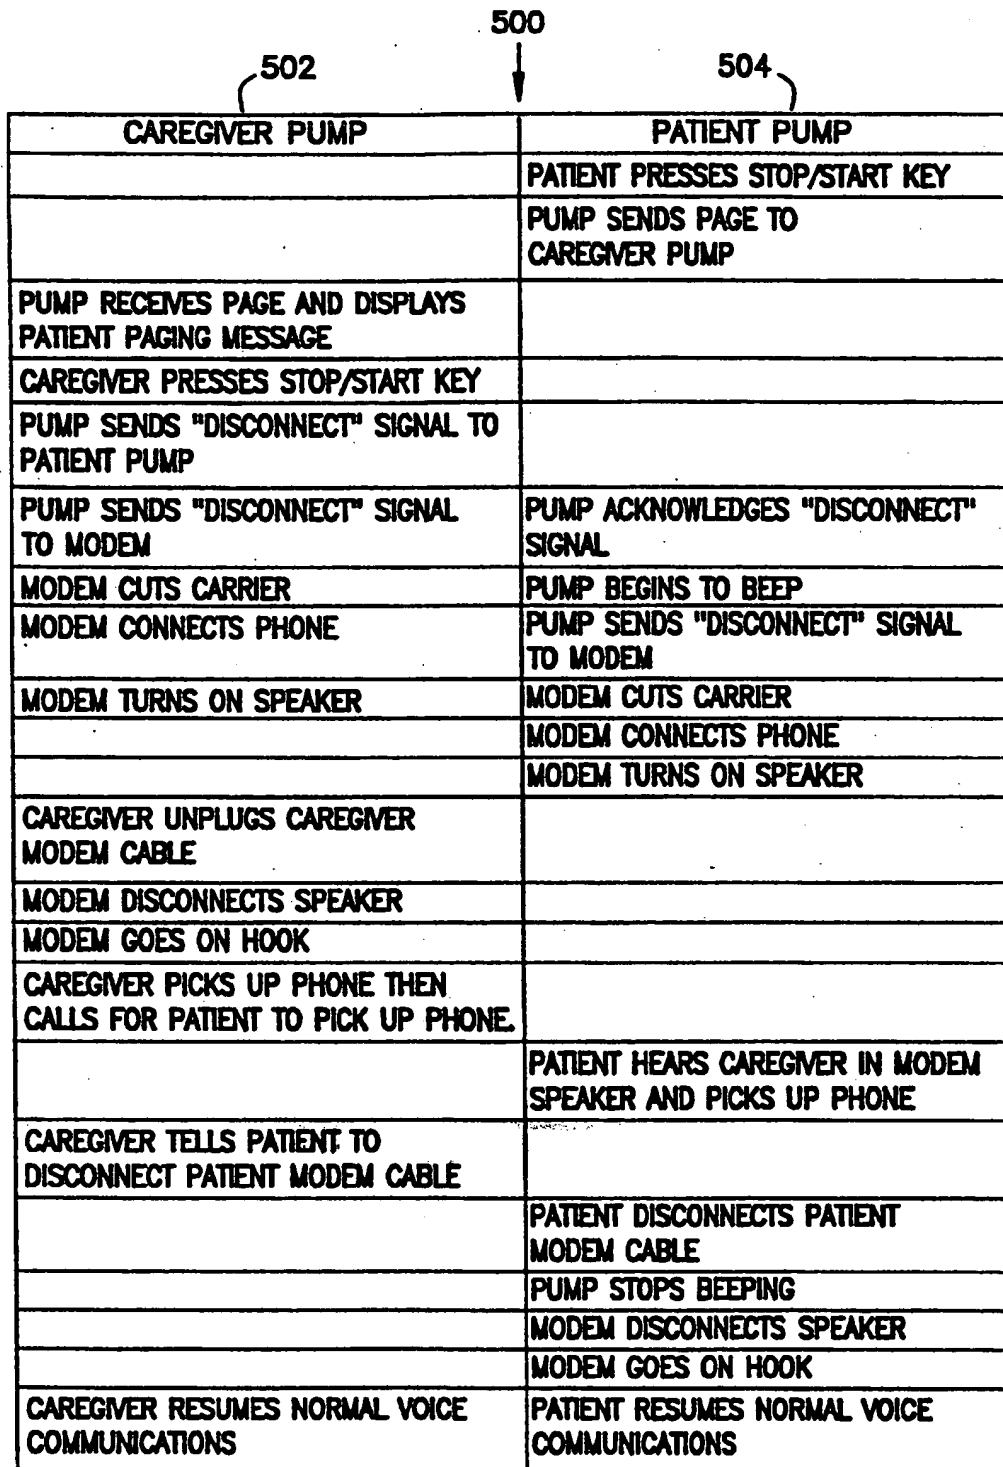 500
502
504
CAREGIVER PUMP
PATIENT PUMP
PATIENT PRESSES STOP/START KEY
PUMP SENDS PAGE TO
CAREGIVER PUMP
PUMP RECEIVES PAGE AND DISPLAYS
PATIENT PAGING MESSAGE
CAREGIVER PRESSES STOP/START KEY
PUMP SENDS "DISCONNECT" SIGNAL TO
PATIENT PUMP
PUMP SENDS "DISCONNECT" SIGNAL
TO MODEM
PUMP ACKNOWLEDGES "DISCONNECT"
SIGNAL
MODEM CUTS CARRIER
PUMP BEGINS TO BEEP
MODEM CONNECTS PHONE
PUMP SENDS "DISCONNECT" SIGNAL
TO MODEM
MODEM TURNS ON SPEAKER
MODEM CUTS CARRIER
MODEM CONNECTS PHONE
MODEM TURNS ON SPEAKER
CAREGIVER UNPLUGS CAREGIVER
MODEM CABLE
MODEM DISCONNECTS SPEAKER
MODEM GOES ON HOOK
CAREGIVER PICKS UP PHONE THEN
CALLS FOR PATIENT TO PICK UP PHONE.
PATIENT HEARS CAREGIVER IN MODEM
SPEAKER AND PICKS UP PHONE
CAREGIVER TELLS PATIENT TO
DISCONNECT PATIENT MODEM CABLE
PATIENT DISCONNECTS PATIENT
MODEM CABLE
PUMP STOPS BEEPING
MODEM DISCONNECTS SPEAKER
MODEM GOES ON HOOK
CAREGIVER RESUMES NORMAL VOICE
COMMUNICATIONS
PATIENT RESUMES NORMAL VOICE
COMMUNICATIONS